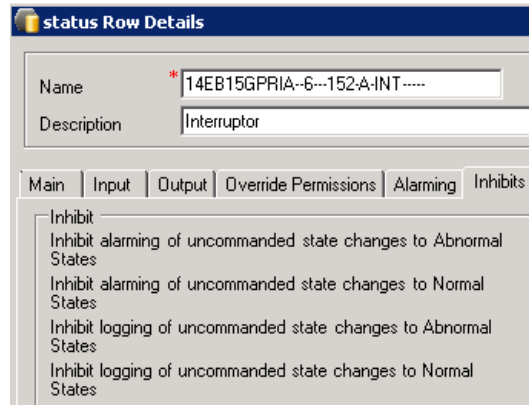 status Row Details
Name * 14EB15GPRIA--6---152-A-INT-----
Description Interruptor
Main Input Output Override Permissions Alarming Inhibits
Inhibit
Inhibit alarming of uncommanded state changes to Abnormal
States
Inhibit alarming of uncommanded state changes to Normal
States
Inhibit logging of uncommanded state changes to Abnormal
States
Inhibit logging of uncommanded state changes to Normal
States